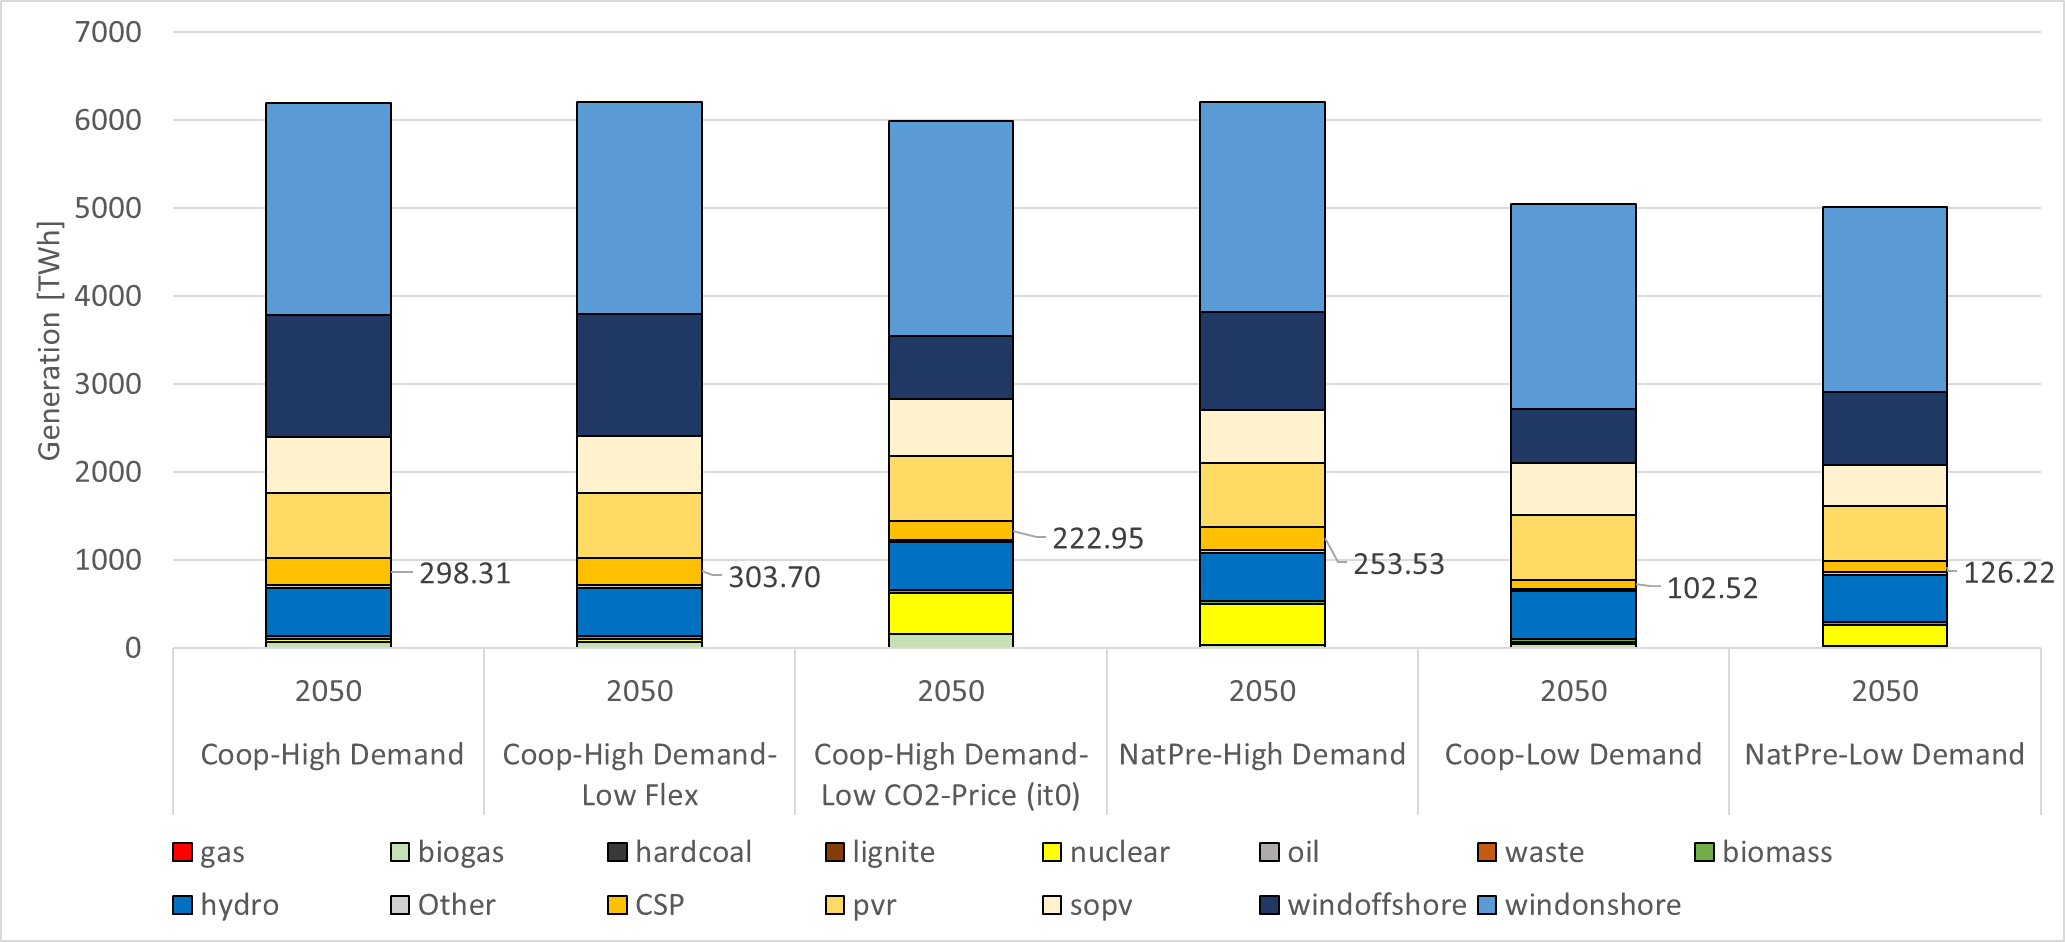 7000
6000
5000
4000
3000
2000
1000
0
Generation [TWh]
298.31
303.70
222.95
253.53
102.52
126.22
2050 2050 2050 2050 2050 2050
Coop-High Demand
Coop-High Demand-
Low Flex
Coop-High Demand-
Low CO2-Price (it0)
NatPre-High Demand
Coop-Low Demand
NatPre-Low Demand
gas biogas hardcoal lignite nuclear oil waste biomass
hydro Other CSP pvr sopv windoffshore windonshore